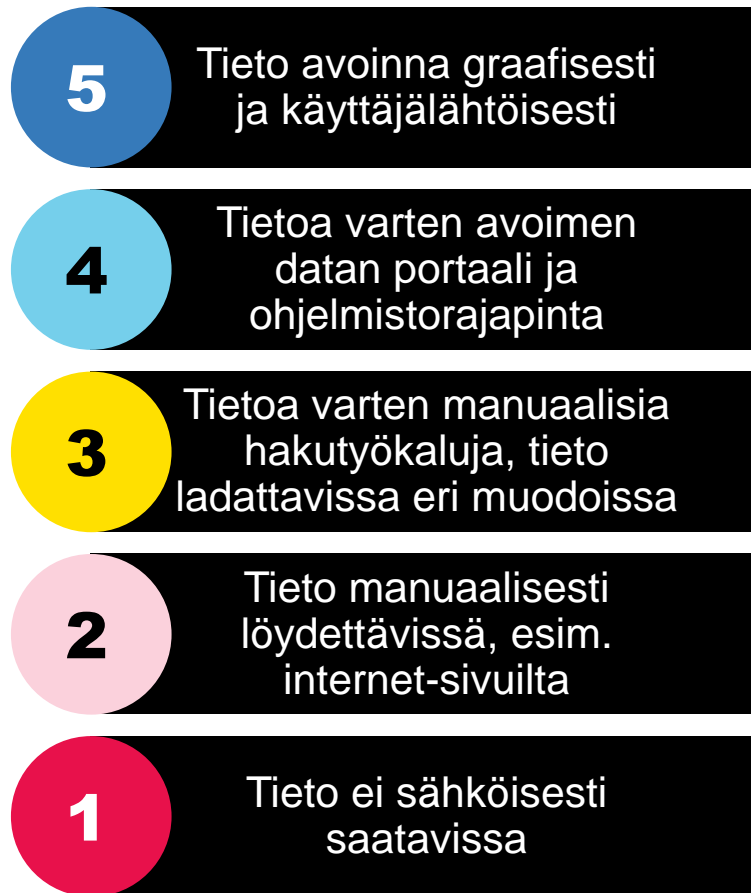 5
Tieto avoinna graafisesti
ja käyttäjälähtöisesti
4
Tietoa varten avoimen
datan portaali ja
ohjelmistorajapinta
3
Tietoa varten manuaalisia
hakutyökaluja, tieto
ladattavissa eri muodoissa
2
Tieto manuaalisesti
löydettävissä, esim.
internet-sivuilta
1
Tieto ei sähköisesti
saatavissa